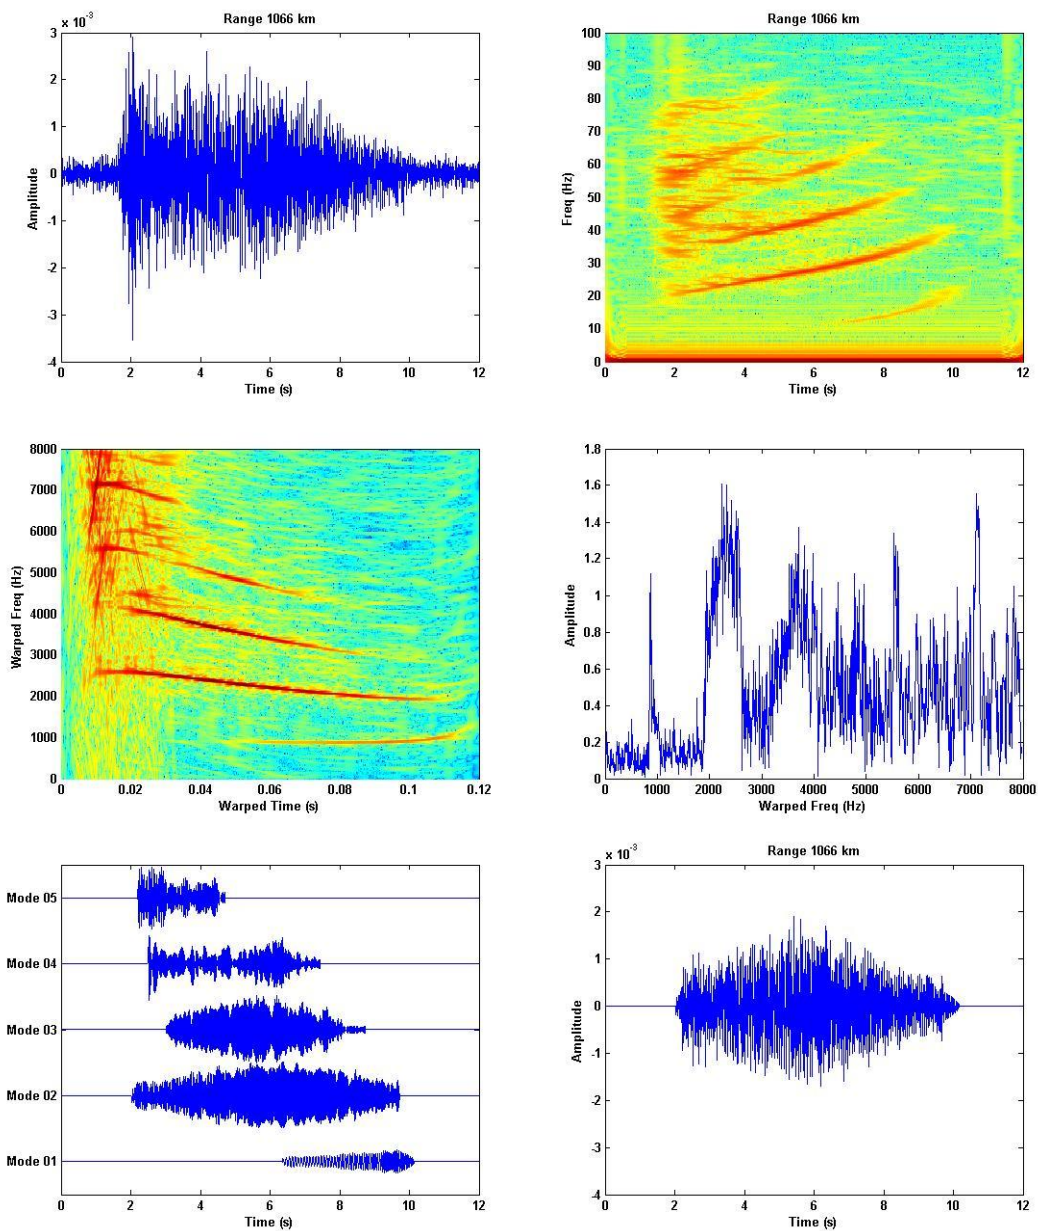 Range 1066 km
x 10^-3
3
2
1
0
-1
-2
-3
-4
Amplitude
0 2 4 6 8 10 12
Time (s)
Range 1066 km
100
90
80
70
60
50
40
30
20
10
0
Freq (Hz)
0 2 4 6 8 10 12
Time (s)
8000
7000
6000
5000
4000
3000
2000
1000
0
Warped Freq (Hz)
0 0.02 0.04 0.06 0.08 0.1 0.12
Warped Time (s)
1.8
1.6
1.4
1.2
1
0.8
0.6
0.4
0.2
0
Amplitude
0 1000 2000 3000 4000 5000 6000 7000 8000
Warped Freq (Hz)
Mode 05
Mode 04
Mode 03
Mode 02
Mode 01
0 2 4 6 8 10 12
Time (s)
Range 1066 km
x 10^-3
3
2
1
0
-1
-2
-3
-4
Amplitude
0 2 4 6 8 10 12
Time (s)